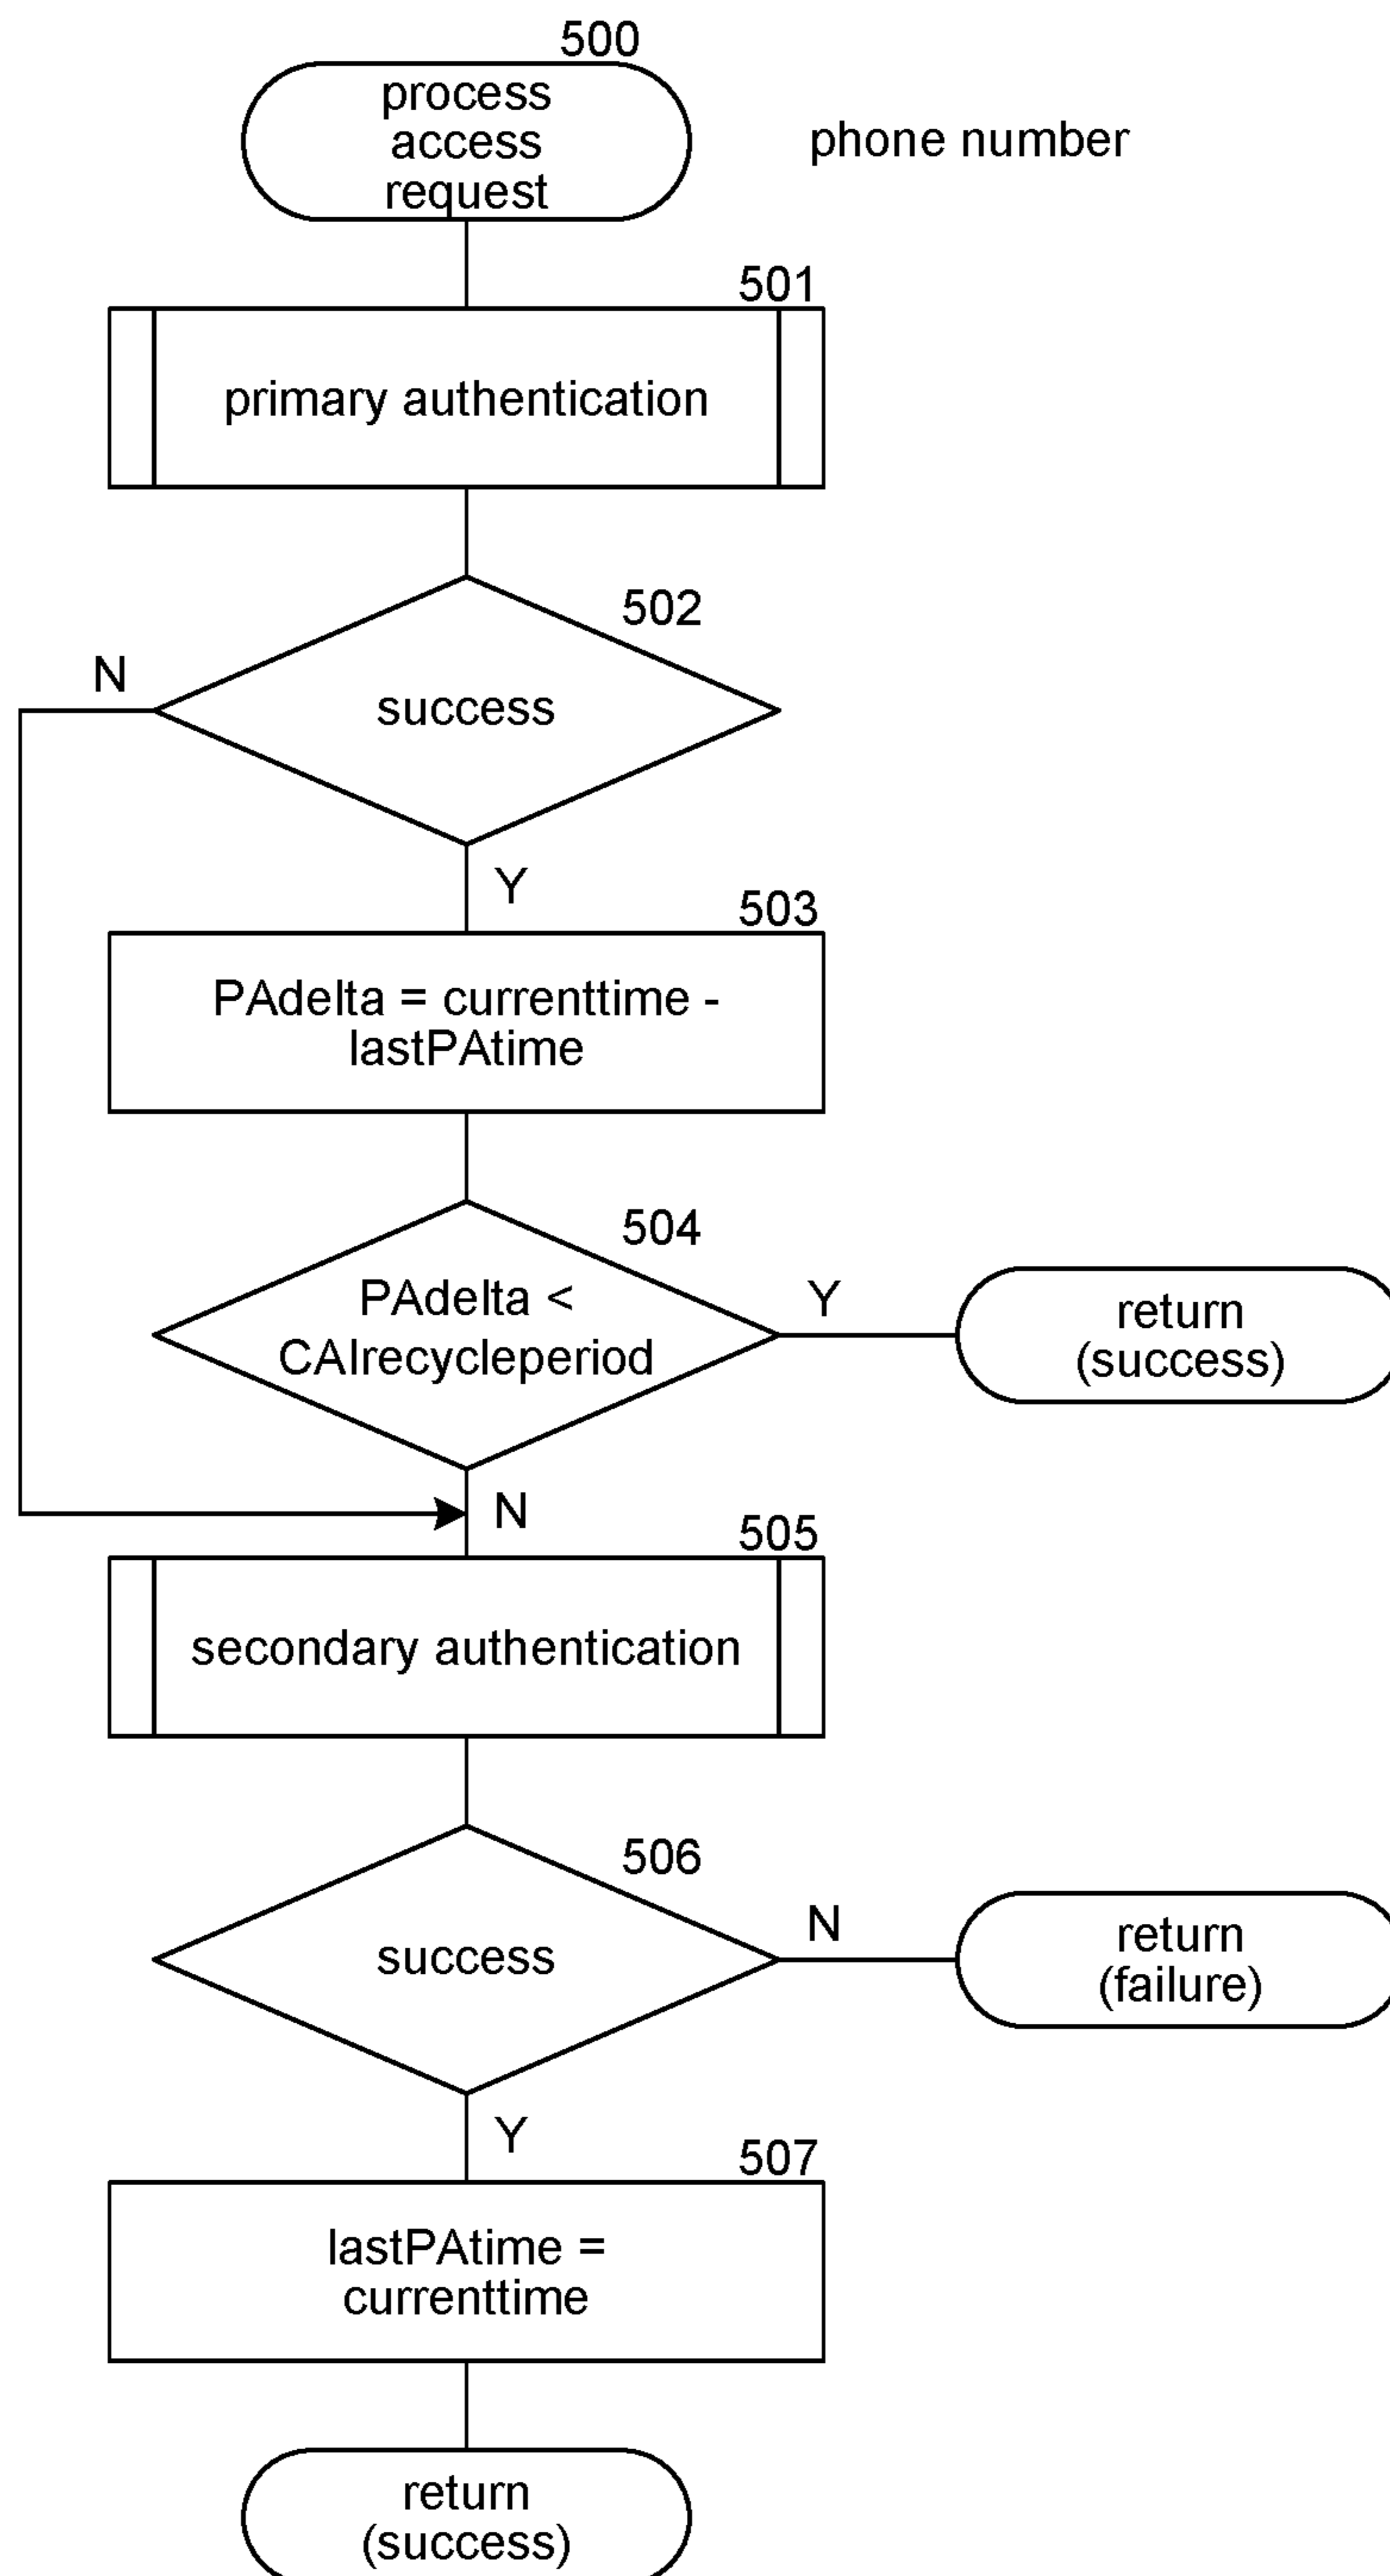 500
process
access
request
phone number
501
primary authentication
502
N
success
Y
503
PAdelta = currenttime -
lastPAtime
504
PAdelta <
CAIrecycleperiod
Y
return
(success)
N
505
secondary authentication
506
success
N
return
(failure)
Y
507
lastPAtime =
currenttime
return
(success)